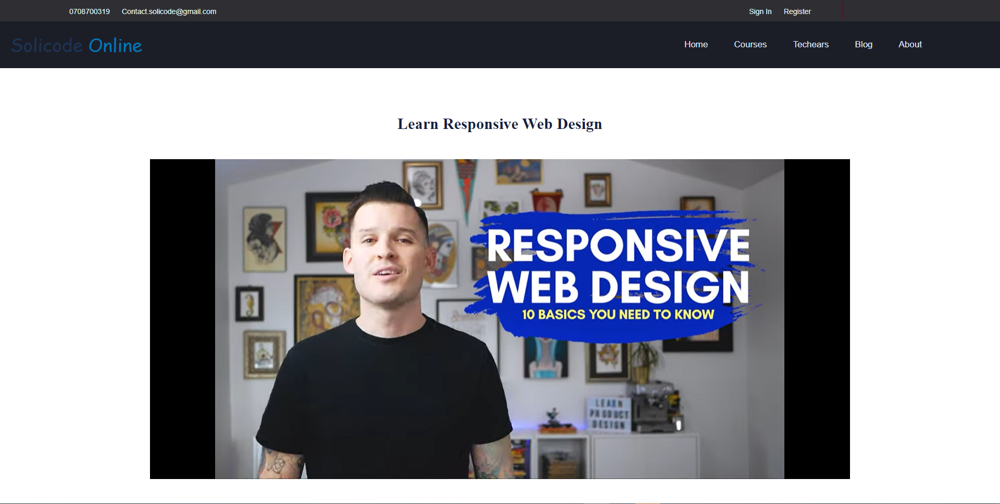 0708700319 Contact.solicode@gmail.com Sign In Register
Solicode Online Home Courses Techears Blog About
Learn Responsive Web Design
RESPONSIVE
WEB DESIGN
10 BASICS YOU NEED TO KNOW
LEARN
PRODUCT
DESIGN